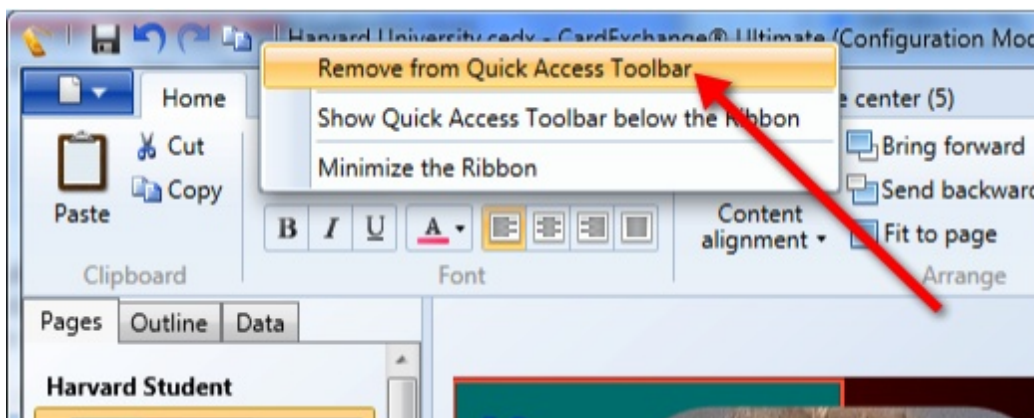 Harvard University.cedx - CardExchange® Ultimate (Configuration Mod
Remove from Quick Access Toolbar
Home
e center (5)
Show Quick Access Toolbar below the Ribbon
Cut
Bring forward
Minimize the Ribbon
Copy
Send backward
Paste
B I U A
Content
alignment
Fit to page
Clipboard
Font
Arrange
Pages Outline Data
Harvard Student